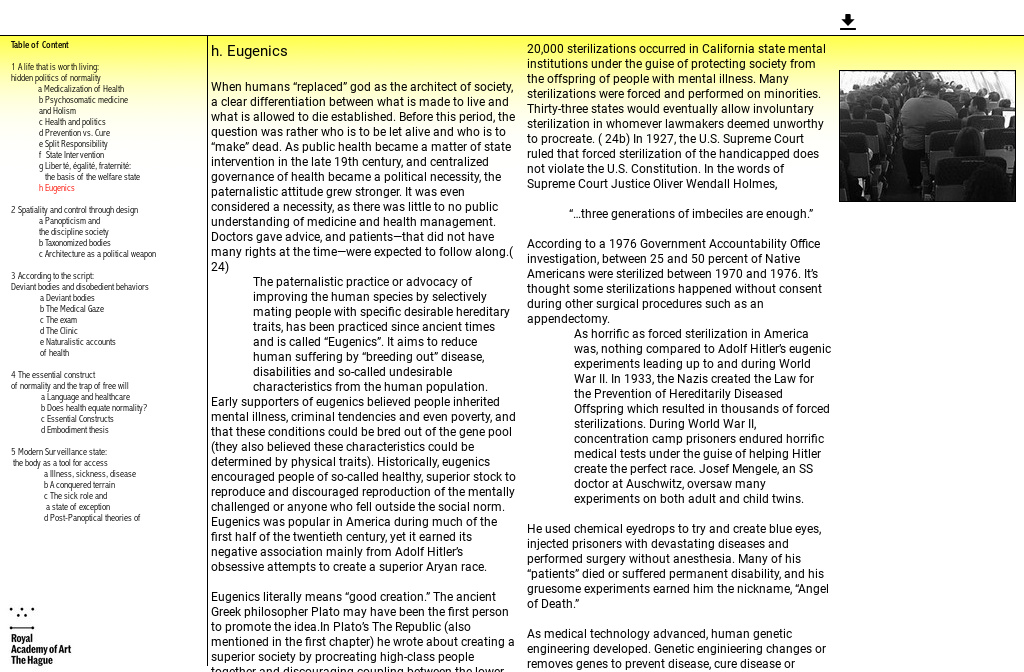 Table of Content
1 A life that is worth living:
hidden politics of normality
a Medicalization of Health
b Psychosomatic medicine
and Holism
c Health and politics
d Prevention vs. Cure
e Split Responsibility
f State Intervention
g Liberté, égalité, fraternité:
the basis of the welfare state
h Eugenics
2 Spatiality and control through design
a Panopticism and
the discipline society
b Taxonomized bodies
c Architecture as a political weapon
3 According to the script:
Deviant bodies and disobedient behaviors
a Deviant bodies
b The Medical Gaze
c The exam
d The Clinic
e Naturalistic accounts
of health
4 The essential construct
of normality and the trap of free will
a Language and healthcare
b Does health equate normality?
c Essential Constructs
d Embodiment thesis
5 Modern Surveillance state:
the body as a tool for access
a Illness, sickness, disease
b A conquered terrain
c The sick role and
a state of exception
d Post-Panoptical theories of
Royal
Academy of Art
The Hague
h. Eugenics
When humans “replaced” god as the architect of society,
a clear differentiation between what is made to live and
what is allowed to die established. Before this period, the
question was rather who is to be let alive and who is to
“make” dead. As public health became a matter of state
intervention in the late 19th century, and centralized
governance of health became a political necessity, the
paternalistic attitude grew stronger. It was even
considered a necessity, as there was little to no public
understanding of medicine and health management.
Doctors gave advice, and patients—that did not have
many rights at the time—were expected to follow along.(
24)
The paternalistic practice or advocacy of
improving the human species by selectively
mating people with specific desirable hereditary
traits, has been practiced since ancient times
and is called “Eugenics”. It aims to reduce
human suffering by “breeding out” disease,
disabilities and so-called undesirable
characteristics from the human population.
Early supporters of eugenics believed people inherited
mental illness, criminal tendencies and even poverty, and
that these conditions could be bred out of the gene pool
(they also believed these characteristics could be
determined by physical traits). Historically, eugenics
encouraged people of so-called healthy, superior stock to
reproduce and discouraged reproduction of the mentally
challenged or anyone who fell outside the social norm.
Eugenics was popular in America during much of the
first half of the twentieth century, yet it earned its
negative association mainly from Adolf Hitler’s
obsessive attempts to create a superior Aryan race.
Eugenics literally means “good creation.” The ancient
Greek philosopher Plato may have been the first person
to promote the idea.In Plato’s The Republic (also
mentioned in the first chapter) he wrote about creating a
superior society by procreating high-class people
together and discouraging coupling between the lower
20,000 sterilizations occurred in California state mental
institutions under the guise of protecting society from
the offspring of people with mental illness. Many
sterilizations were forced and performed on minorities.
Thirty-three states would eventually allow involuntary
sterilization in whomever lawmakers deemed unworthy
to procreate. ( 24b) In 1927, the U.S. Supreme Court
ruled that forced sterilization of the handicapped does
not violate the U.S. Constitution. In the words of
Supreme Court Justice Oliver Wendall Holmes,
“…three generations of imbeciles are enough.”
According to a 1976 Government Accountability Office
investigation, between 25 and 50 percent of Native
Americans were sterilized between 1970 and 1976. It’s
thought some sterilizations happened without consent
during other surgical procedures such as an
appendectomy.
As horrific as forced sterilization in America
was, nothing compared to Adolf Hitler’s eugenic
experiments leading up to and during World
War II. In 1933, the Nazis created the Law for
the Prevention of Hereditarily Diseased
Offspring which resulted in thousands of forced
sterilizations. During World War II,
concentration camp prisoners endured horrific
medical tests under the guise of helping Hitler
create the perfect race. Josef Mengele, an SS
doctor at Auschwitz, oversaw many
experiments on both adult and child twins.
He used chemical eyedrops to try and create blue eyes,
injected prisoners with devastating diseases and
performed surgery without anesthesia. Many of his
“patients” died or suffered permanent disability, and his
gruesome experiments earned him the nickname, “Angel
of Death.”
As medical technology advanced, human genetic
engineering developed. Genetic enginieering changes or
removes genes to prevent disease, cure disease or